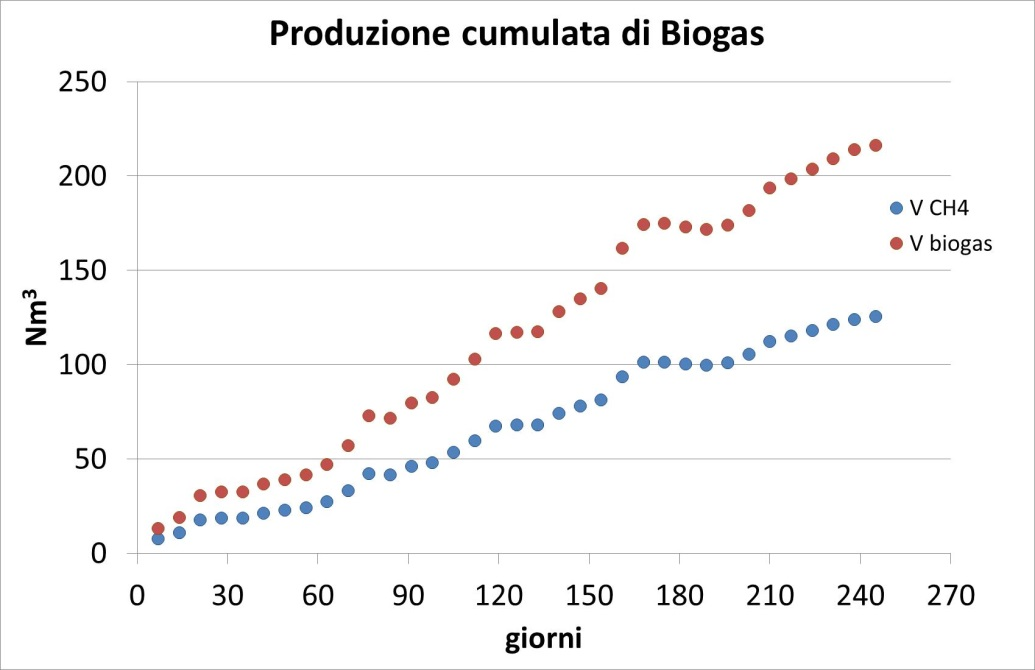 Produzione cumulata di Biogas
250
200
150
100
50
0
Nm³
0 30 60 90 120 150 180 210 240 270
giorni
V CH4
V biogas